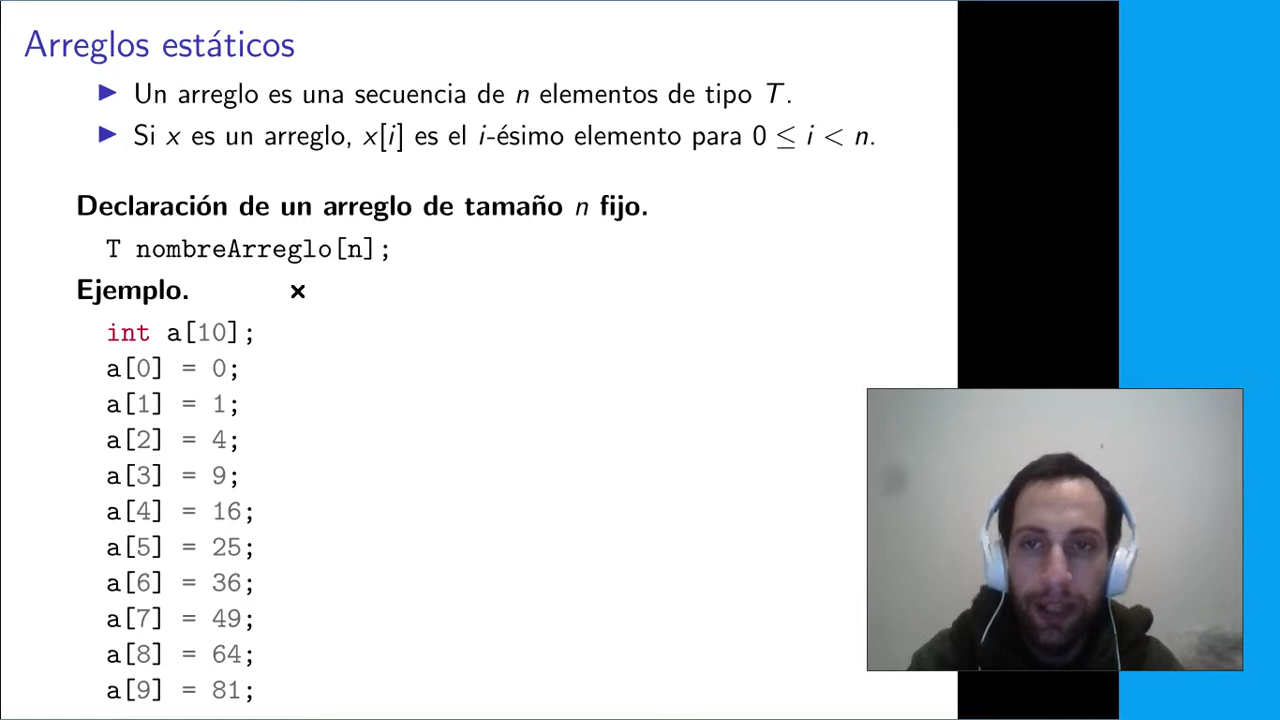 Arreglos estáticos
▶ Un arreglo es una secuencia de n elementos de tipo T.
▶ Si x es un arreglo, x[i] es el i-ésimo elemento para 0 ≤ i < n.
Declaración de un arreglo de tamaño n fijo.
T nombreArreglo[n];
Ejemplo.
int a[10];
a[0] = 0;
a[1] = 1;
a[2] = 4;
a[3] = 9;
a[4] = 16;
a[5] = 25;
a[6] = 36;
a[7] = 49;
a[8] = 64;
a[9] = 81;